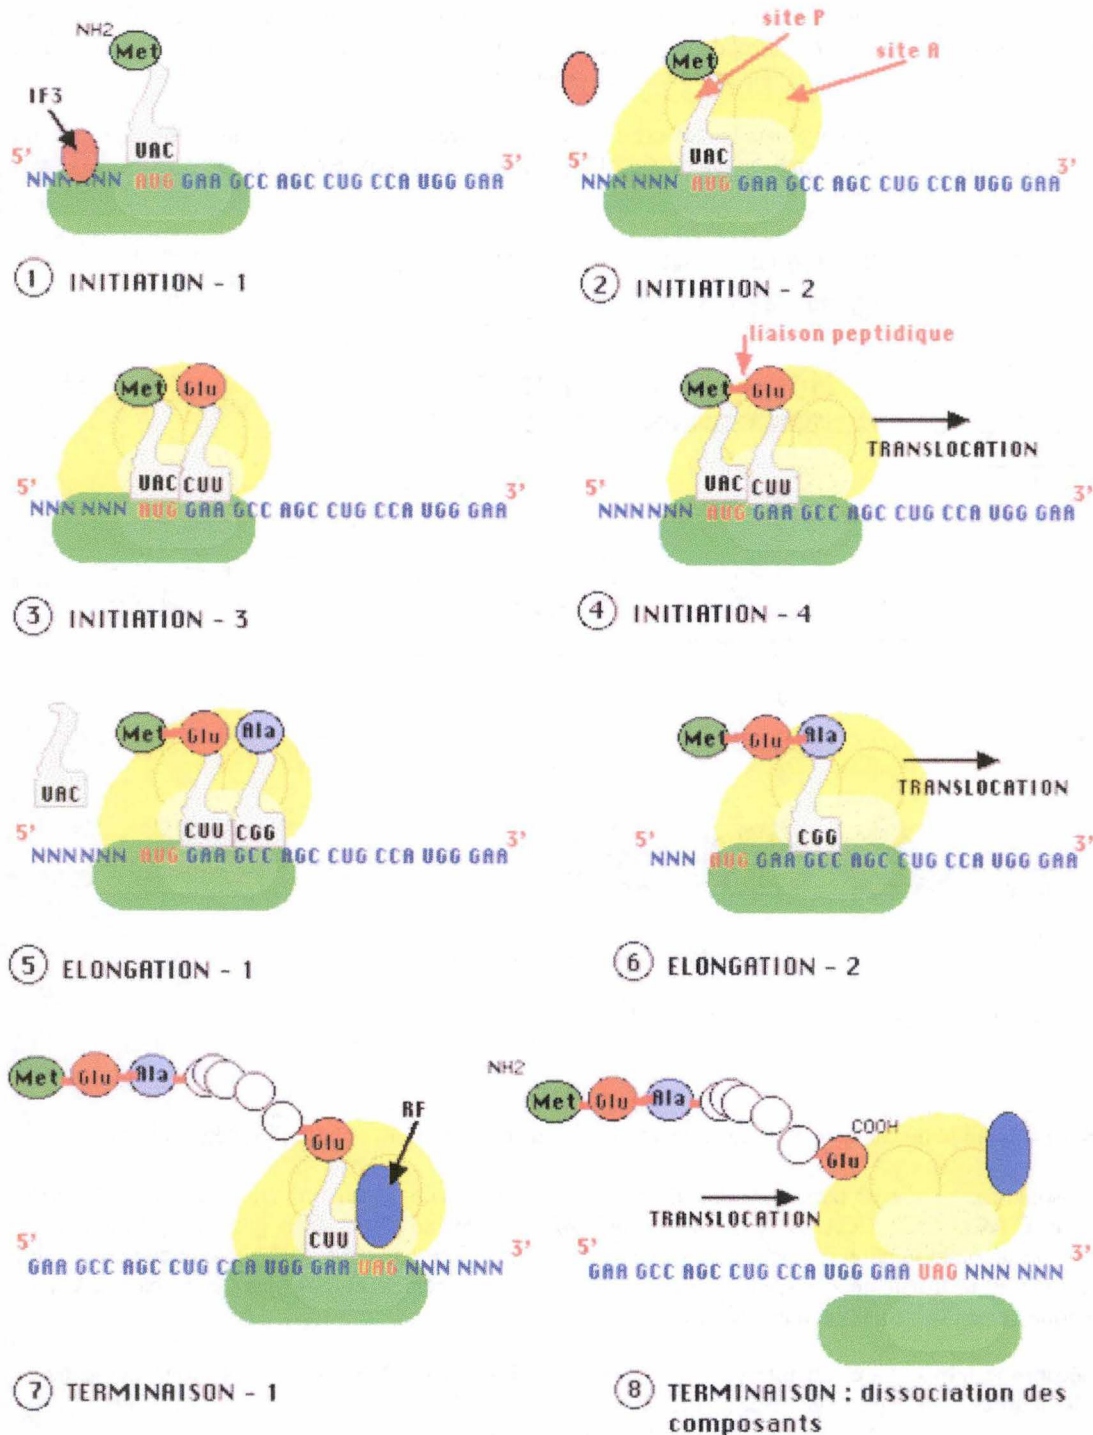 NH2
Met
IF3
UAC
5'
3'
NNN NNN AUG GAA GCC AGC CUG CCA UGG GAA
1 INITIATION - 1
site P
site A
Met
UAC
5'
3'
NNN NNN AUG GAA GCC AGC CUG CCA UGG GAA
2 INITIATION - 2
Met Glu
UAC CUU
5'
3'
NNN NNN AUG GAA GCC AGC CUG CCA UGG GAA
3 INITIATION - 3
liaison peptidique
Met Glu
TRANSLOCATION
UAC CUU
5'
3'
NNN NNN AUG GAA GCC AGC CUG CCA UGG GAA
4 INITIATION - 4
Met Glu Ala
UAC
CUU CGG
5'
3'
NNN NNN AUG GAA GCC AGC CUG CCA UGG GAA
5 ELONGATION - 1
Met Glu Ala
TRANSLOCATION
CGG
5'
3'
NNN AUG GAA GCC AGC CUG CCA UGG GAA
6 ELONGATION - 2
Met Glu Ala
RF
Glu
CUU
5'
3'
GAA GCC AGC CUG CCA UGG GAA UAG NNN NNN
7 TERMINAISON - 1
NH2
Met Glu Ala
COOH
Glu
TRANSLOCATION
5'
3'
GAA GCC AGC CUG CCA UGG GAA UAG NNN NNN
8 TERMINAISON : dissociation des
composants